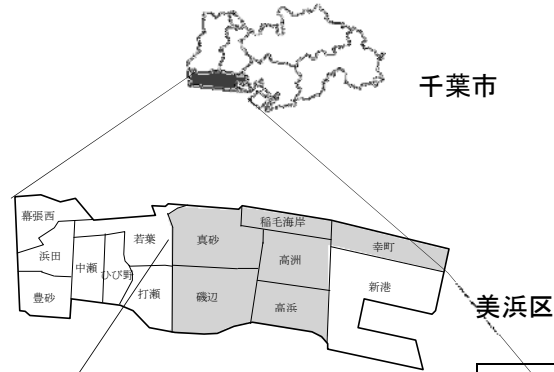 千葉市
幕張西
浜田
豊砂
中瀬
ひび野
若葉
打瀬
真砂
磯辺
稲毛海岸
高洲
高浜
幸町
新港
美浜区